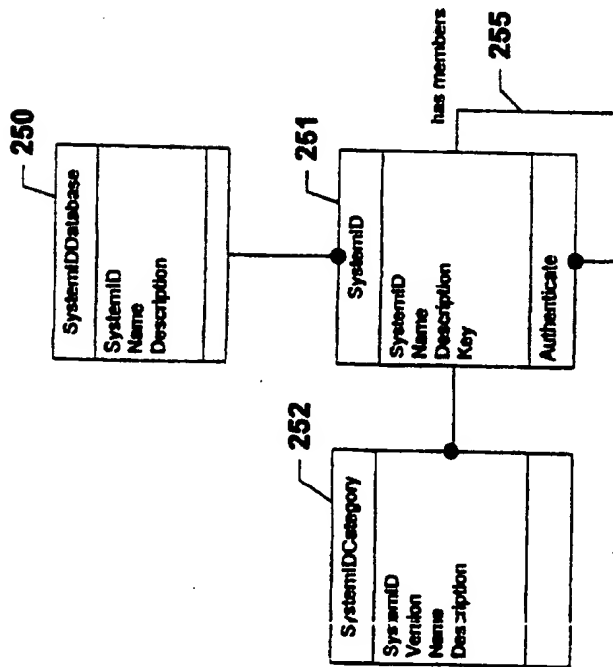 250
SystemIDDatabase
SystemID
Name
Description
251
SystemID
SystemID
Name
Description
Key
Authenticate
has members
255
252
SystemIDCategory
SystemID
Version
Name
Description